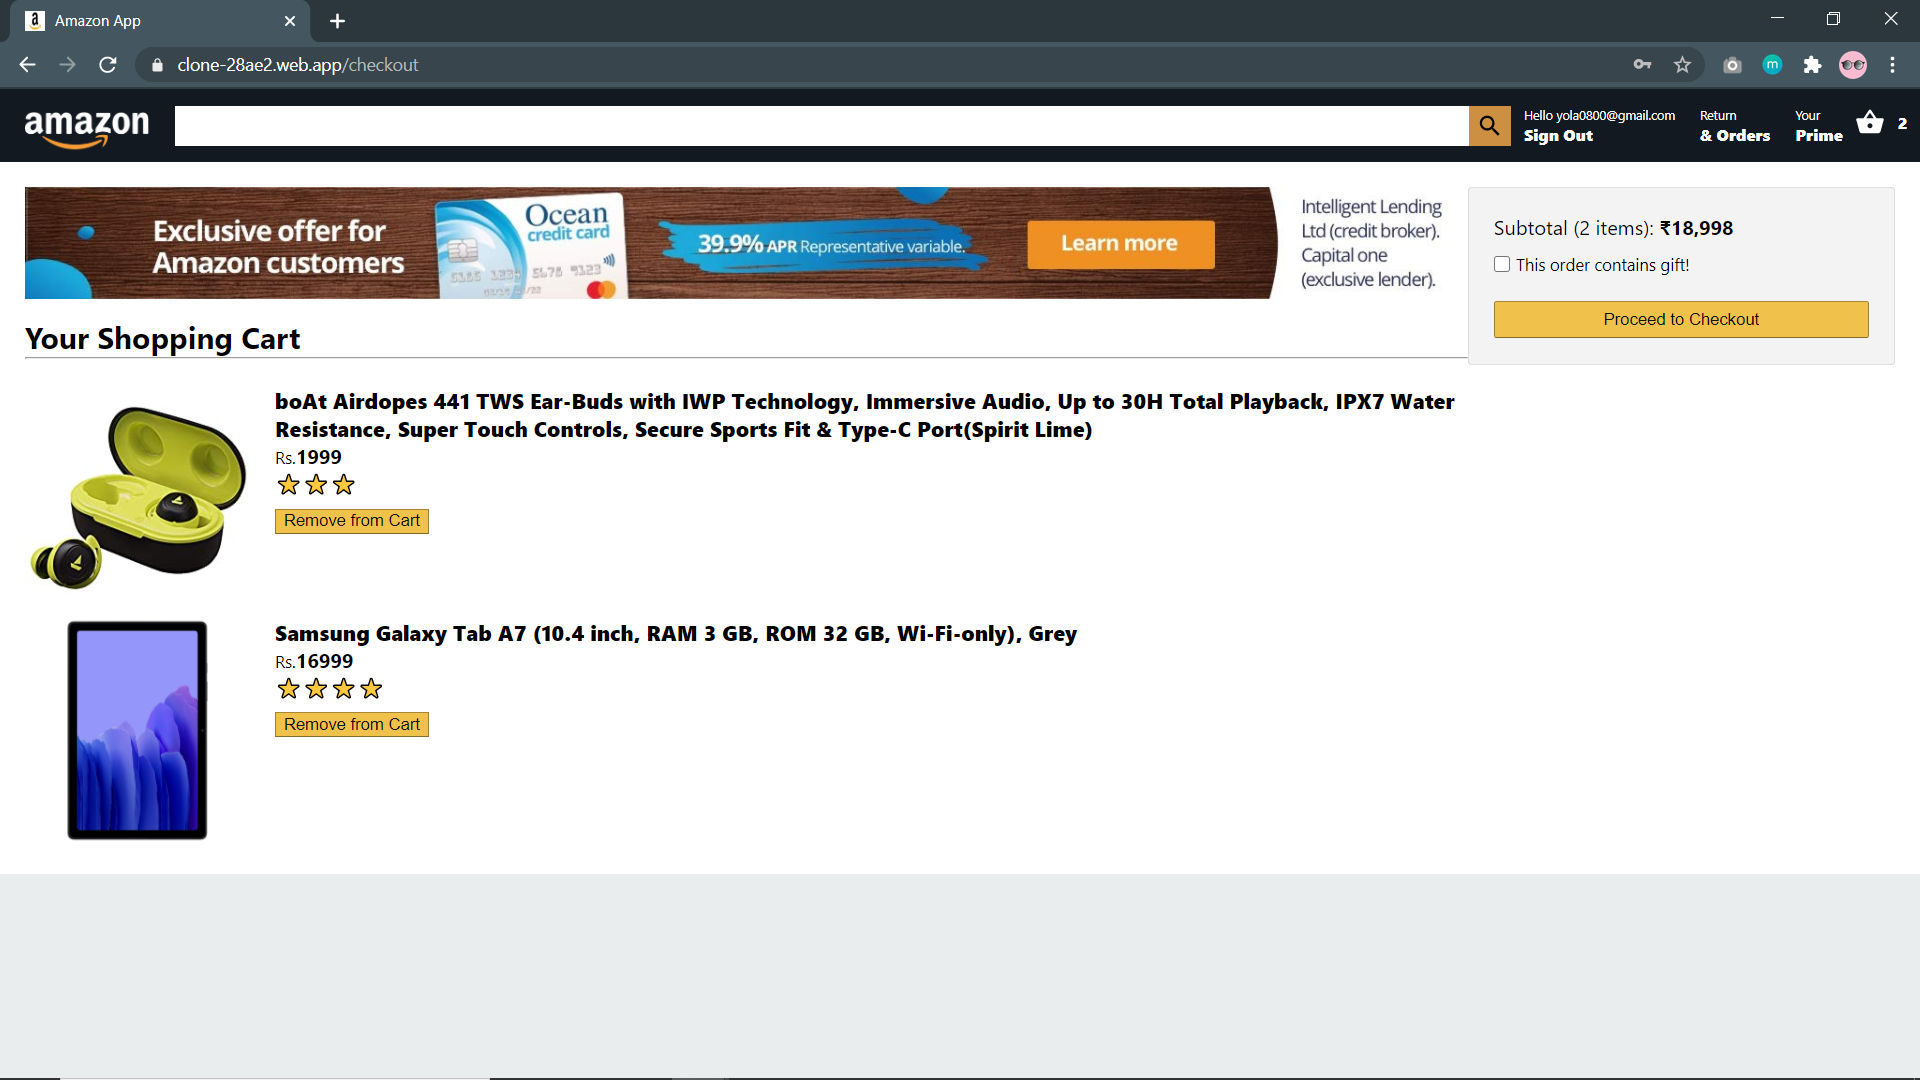 Amazon App
clone-28ae2.web.app/checkout
m
amazon
Hello yola0800@gmail.com
Sign Out
Return
& Orders
Your
Prime
2
Exclusive offer for
Amazon customers
Ocean
credit card
39.9% APR Representative variable.
Learn more
Intelligent Lending
Ltd (credit broker).
Capital one
(exclusive lender).
Subtotal (2 items): ₹18,998
This order contains gift!
Proceed to Checkout
Your Shopping Cart
boAt Airdopes 441 TWS Ear-Buds with IWP Technology, Immersive Audio, Up to 30H Total Playback, IPX7 Water
Resistance, Super Touch Controls, Secure Sports Fit & Type-C Port(Spirit Lime)
Rs.1999
Remove from Cart
Samsung Galaxy Tab A7 (10.4 inch, RAM 3 GB, ROM 32 GB, Wi-Fi-only), Grey
Rs.16999
Remove from Cart